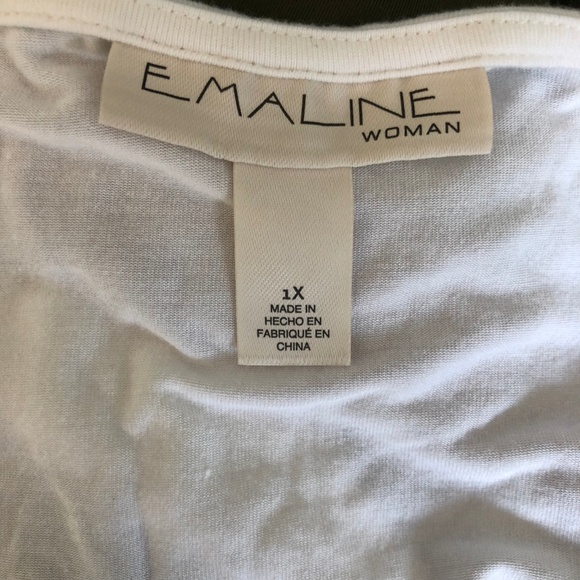 EMALINE
WOMAN
1X
MADE IN
HECHO EN
FABRIQUÉ EN
CHINA